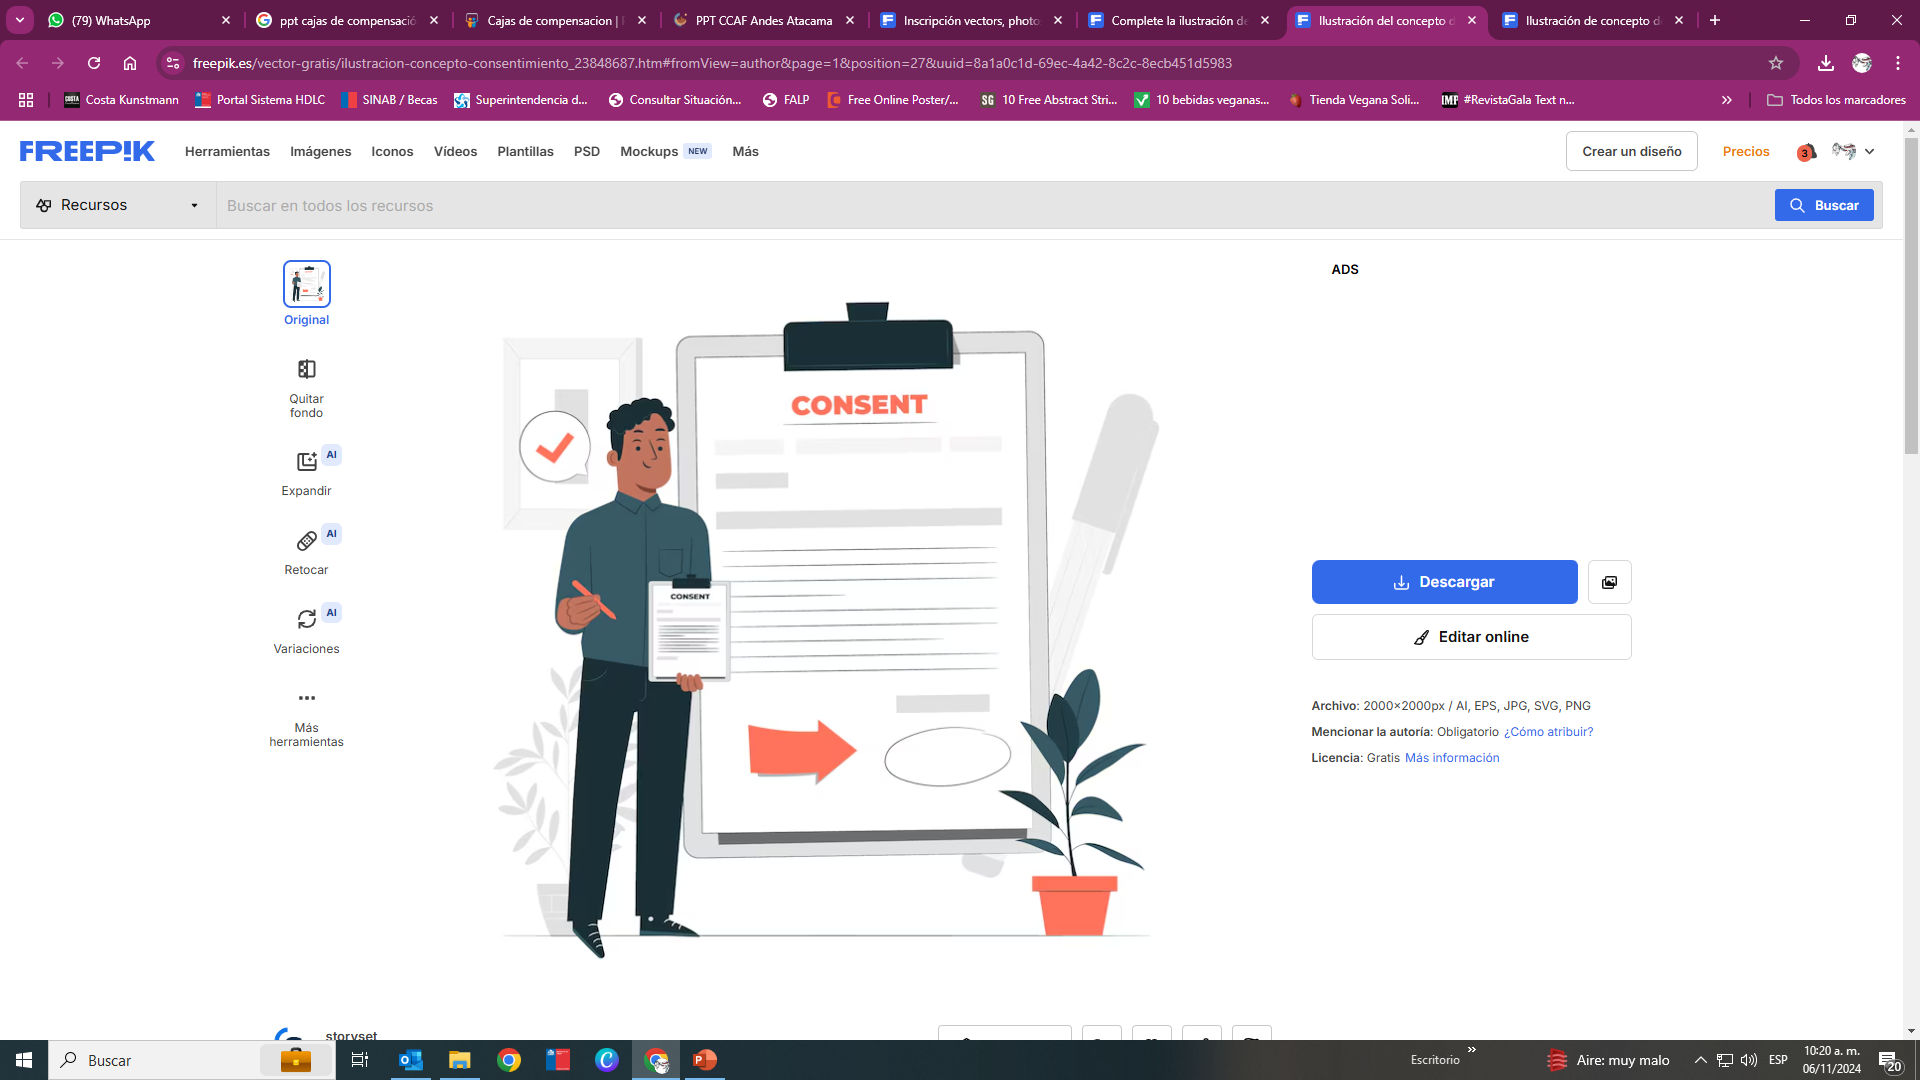 (79) WhatsApp
ppt cajas de compensació
Cajas de compensacion |
PPT CCAF Andes Atacama
Inscripción vectors, photo
Complete la ilustración de
Ilustración del concepto d
Ilustración de concepto d
freepik.es/vector-gratis/ilustracion-concepto-consentimiento_23848687.htm#fromView=author&page=1&position=27&uuid=8a1a0c1d-69ec-4a42-8c2c-8ecb451d5983
COSTA Costa Kunstmann
Portal Sistema HDLC
SINAB / Becas
Superintendencia d...
Consultar Situación...
FALP
Free Online Poster/...
SG 10 Free Abstract Stri...
10 bebidas veganas...
Tienda Vegana Soli...
IMP #RevistaGala Text n...
»
Todos los marcadores
FREEP!K
Herramientas
Imágenes
Iconos
Vídeos
Plantillas
PSD
Mockups NEW
Más
Crear un diseño
Precios
3
Recursos
Buscar en todos los recursos
Buscar
Original
Quitar
fondo
AI
Expandir
AI
Retocar
AI
Variaciones
Más
herramientas
CONSENT
CONSENT
ADS
Descargar
Editar online
Archivo: 2000×2000px / AI, EPS, JPG, SVG, PNG
Mencionar la autoría: Obligatorio ¿Cómo atribuir?
Licencia: Gratis Más información
storyset
Buscar
Escritorio
»
Aire: muy malo
ESP
10:20 a. m.
06/11/2024
20